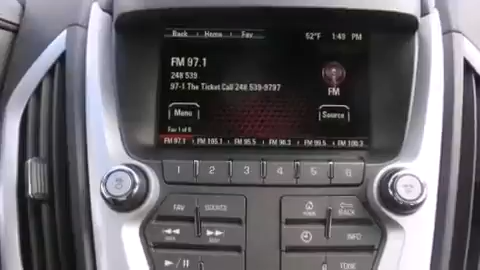 Back Home Fav 52°F 1:49 PM
FM 97.1
248 539
97-1 The Ticket Call 248-539-9797
FM
Menu Source
Fav 1 of 6
FM 97.1 FM 105.1 FM 95.5 FM 96.3 FM 99.5 FM 100.3
1 2 3 4 5 6
FAV SOURCE HOME BACK
INFO
TONE